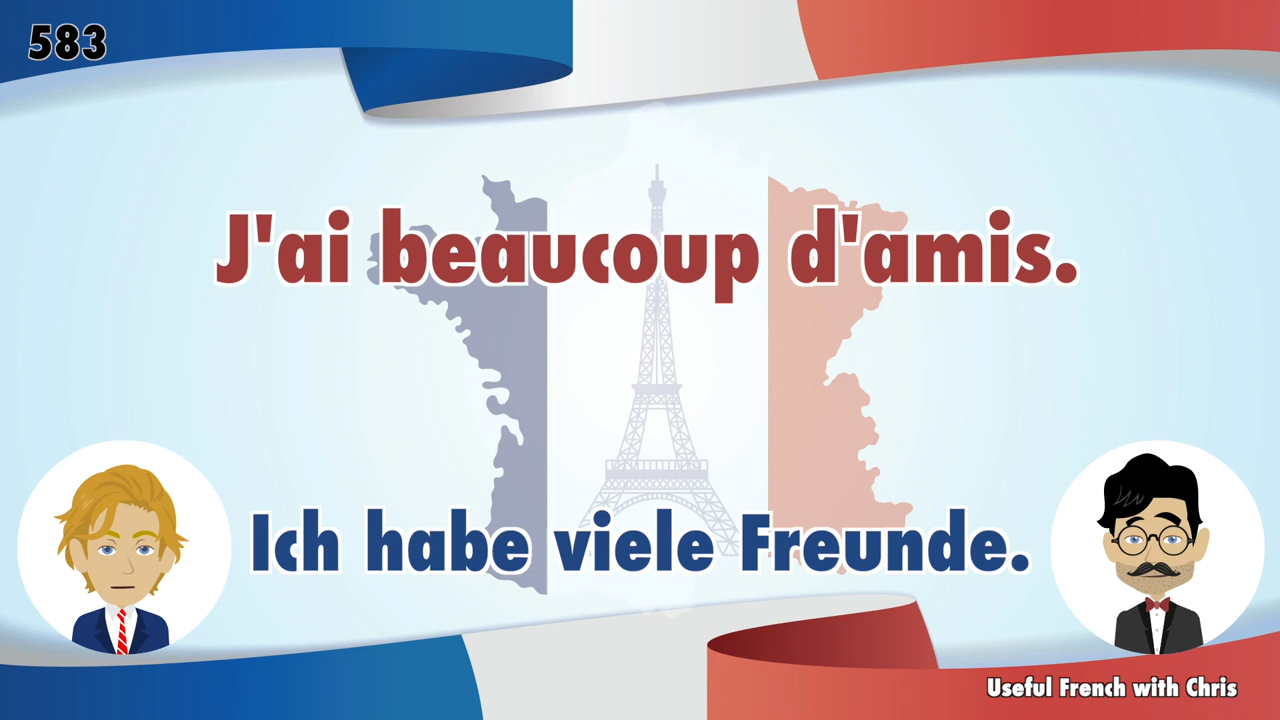 583
J'ai beaucoup d'amis.
Ich habe viele Freunde.
Useful French with Chris